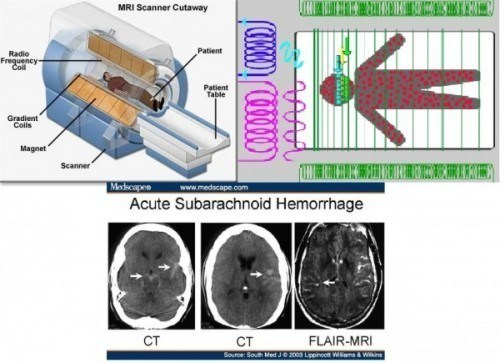 MRI Scanner Cutaway
Radio
Frequency
Coil
Patient
Patient
Table
Gradient
Coils
Magnet
Scanner
Medscape® www.medscape.com
Acute Subarachnoid Hemorrhage
CT CT FLAIR-MRI
Source: South Med J © 2003 Lippincott Williams & Wilkins